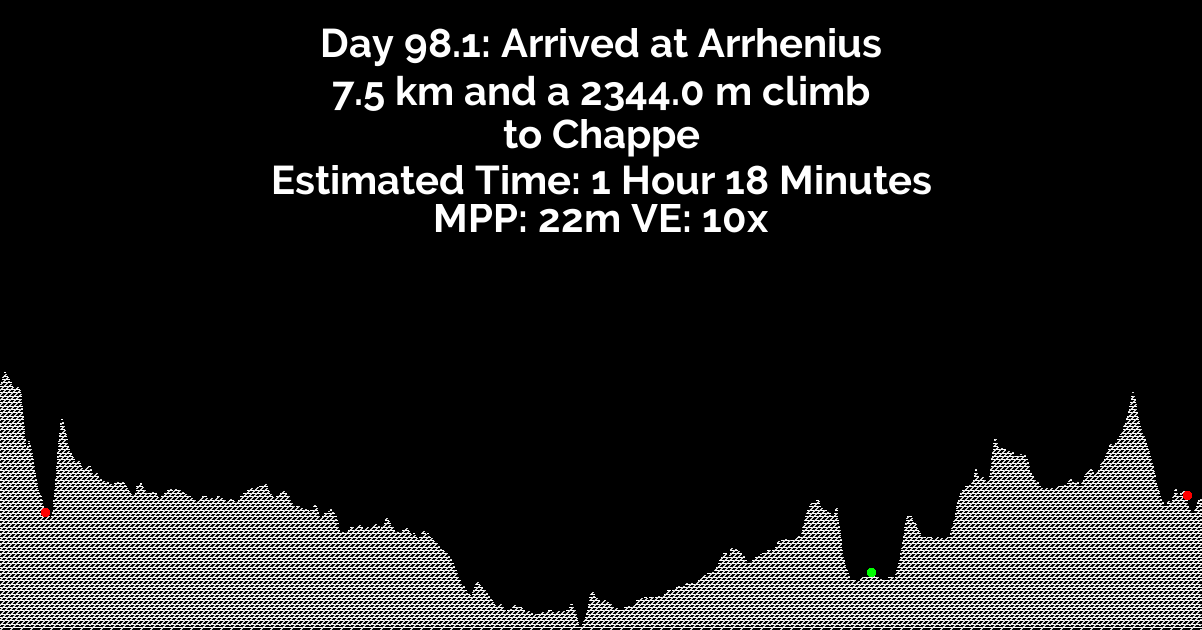 Day 98.1: Arrived at Arrhenius
7.5 km and a 2344.0 m climb
to Chappe
Estimated Time: 1 Hour 18 Minutes
MPP: 22m VE: 10x